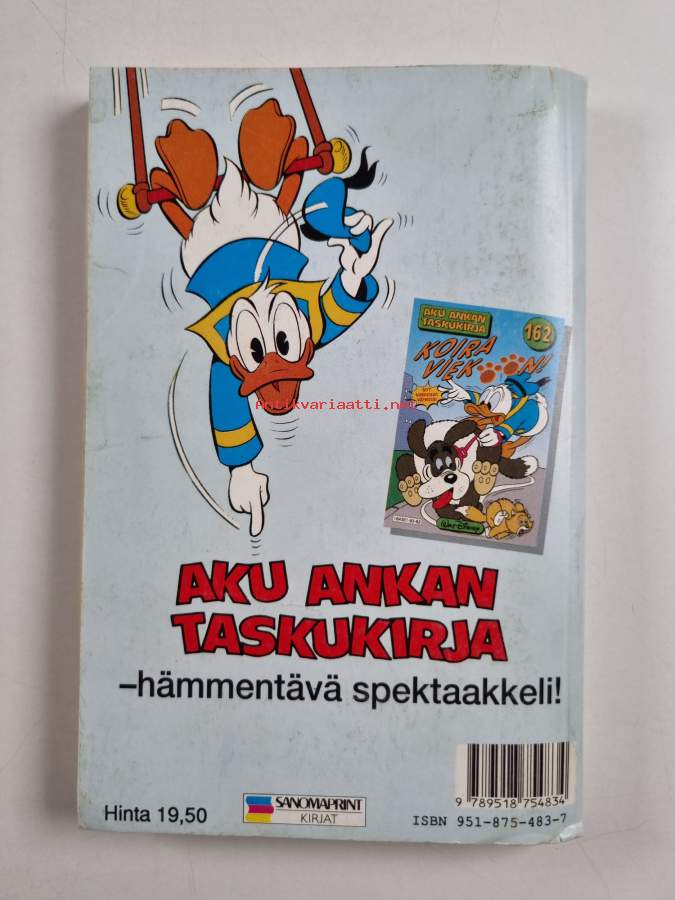 AKU ANKAN
TASKUKIRJA
162
KOIRA
VIEKÖÖN!
Walt Disney
Antikvariaatti.net
AKU ANKAN
TASKUKIRJA
–hämmentävä spektaakkeli!
Hinta 19,50
SANOMAPRINT
KIRJAT
9 789518 754834
ISBN 951-875-483-7